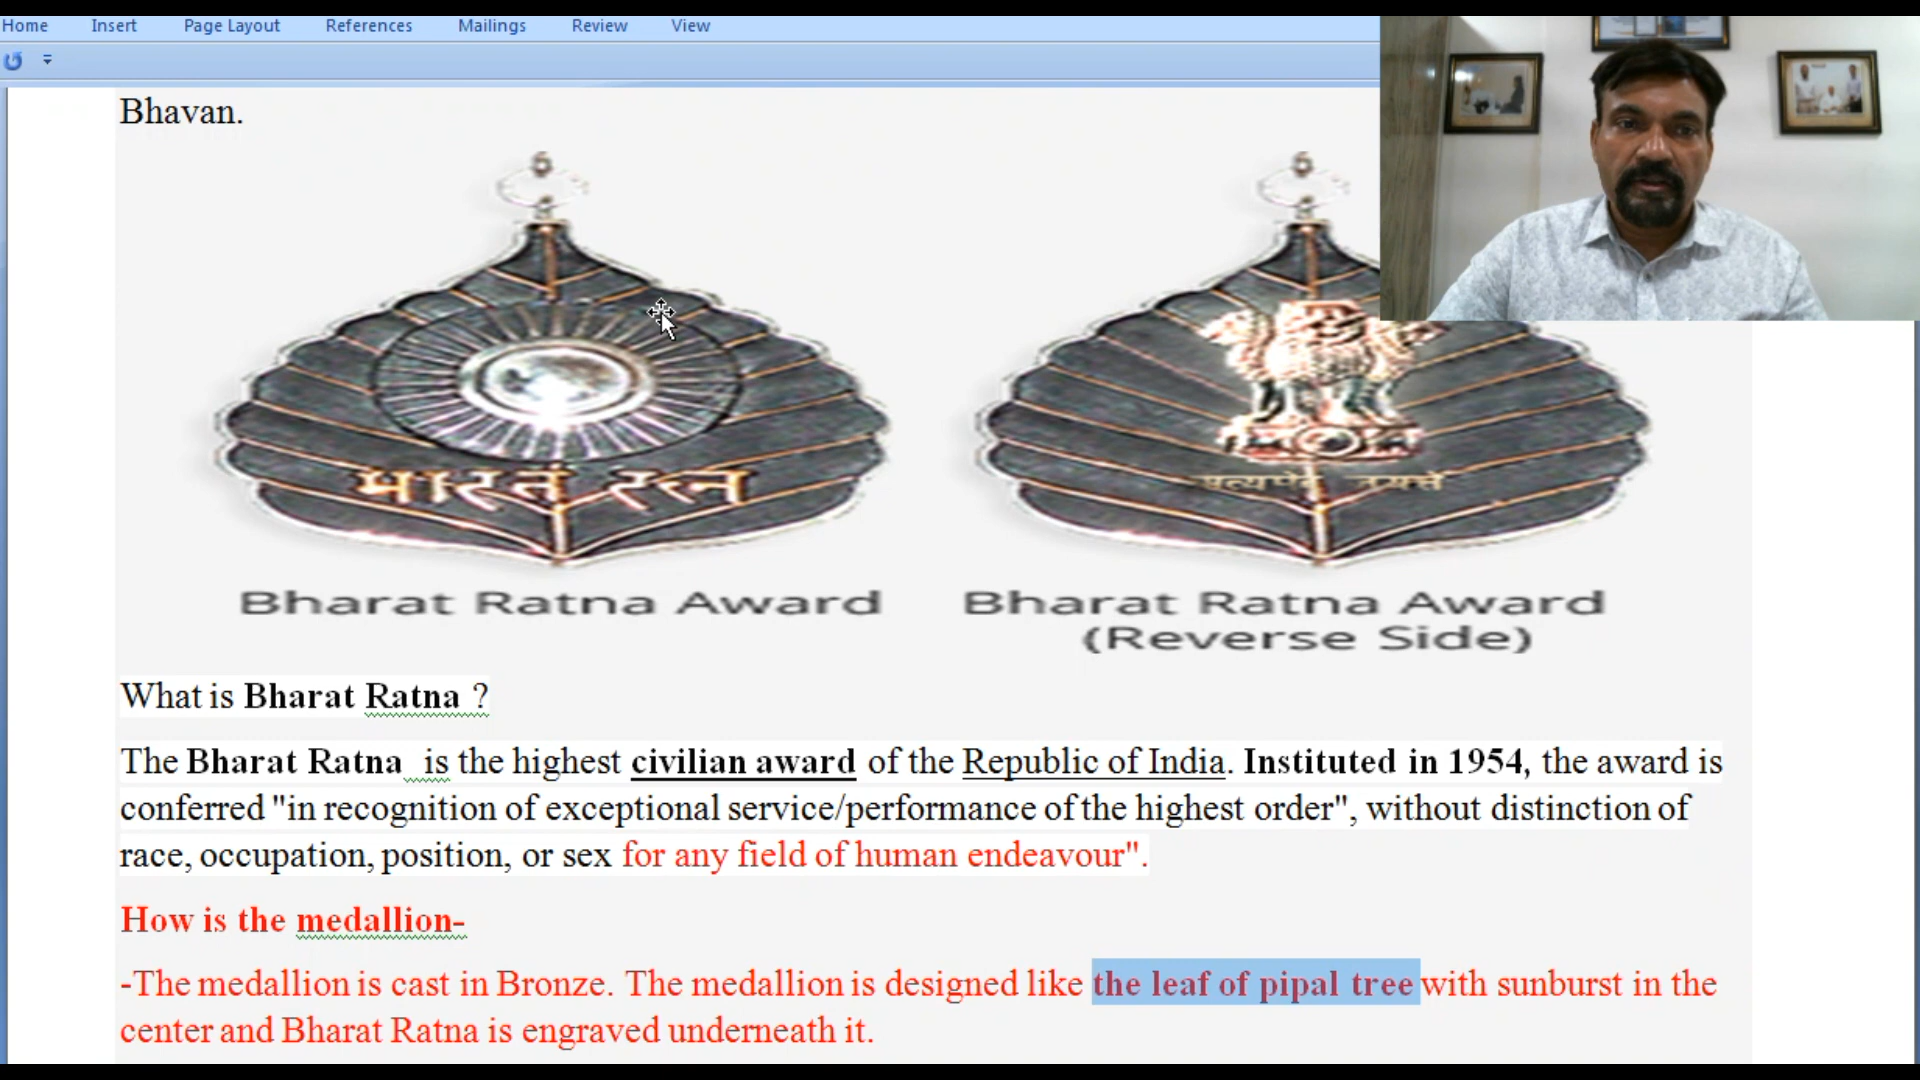 Home Insert Page Layout References Mailings Review View
Bhavan.
भारत रत्न
सत्यमेव जयते
Bharat Ratna Award
Bharat Ratna Award
(Reverse Side)
What is Bharat Ratna ?
The Bharat Ratna is the highest civilian award of the Republic of India. Instituted in 1954, the award is
conferred "in recognition of exceptional service/performance of the highest order", without distinction of
race, occupation, position, or sex for any field of human endeavour".
How is the medallion-
-The medallion is cast in Bronze. The medallion is designed like the leaf of pipal tree with sunburst in the
center and Bharat Ratna is engraved underneath it.